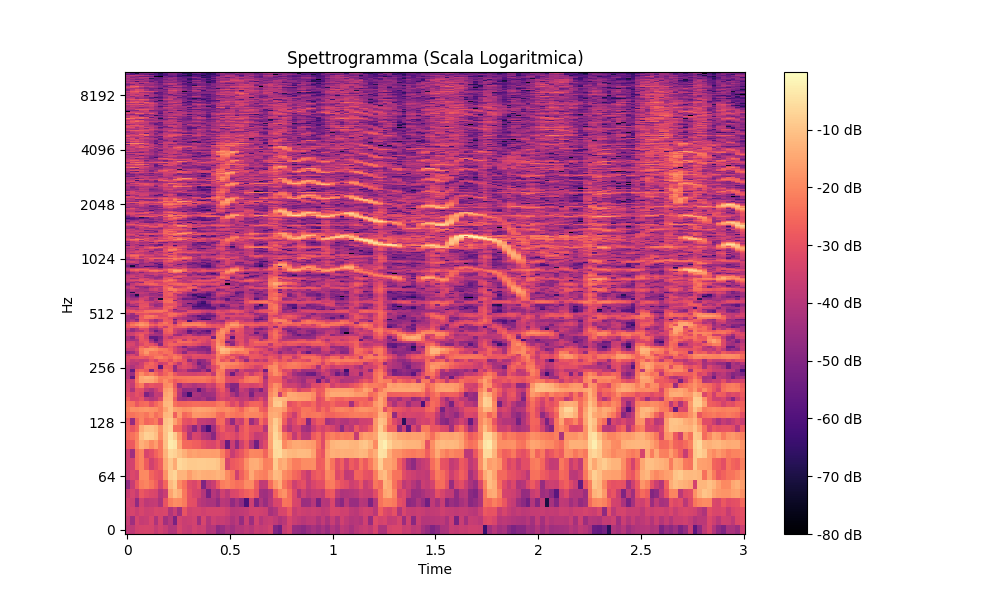 Spettrogramma (Scala Logaritmica)
8192
4096
2048
1024
512
256
128
64
0
Hz
0 0.5 1 1.5 2 2.5 3
Time
-10 dB
-20 dB
-30 dB
-40 dB
-50 dB
-60 dB
-70 dB
-80 dB